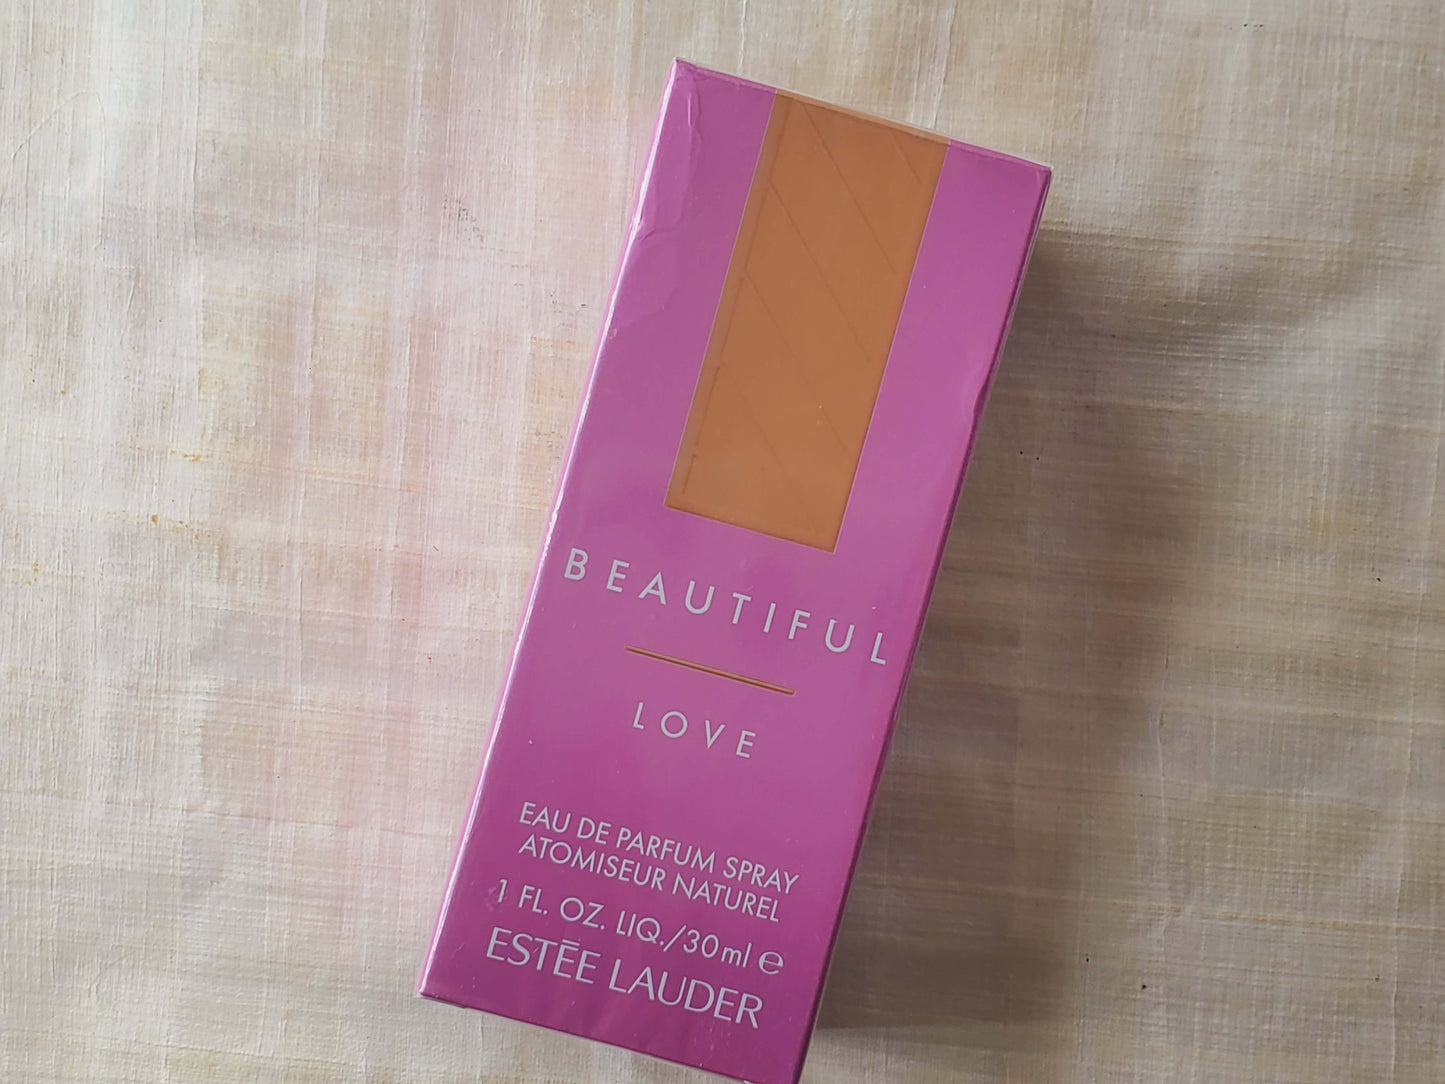 BEAUTIFUL
LOVE
EAU DE PARFUM SPRAY
ATOMISEUR NATUREL
1 FL. OZ. LIQ./30ml ℮
ESTĒE LAUDER